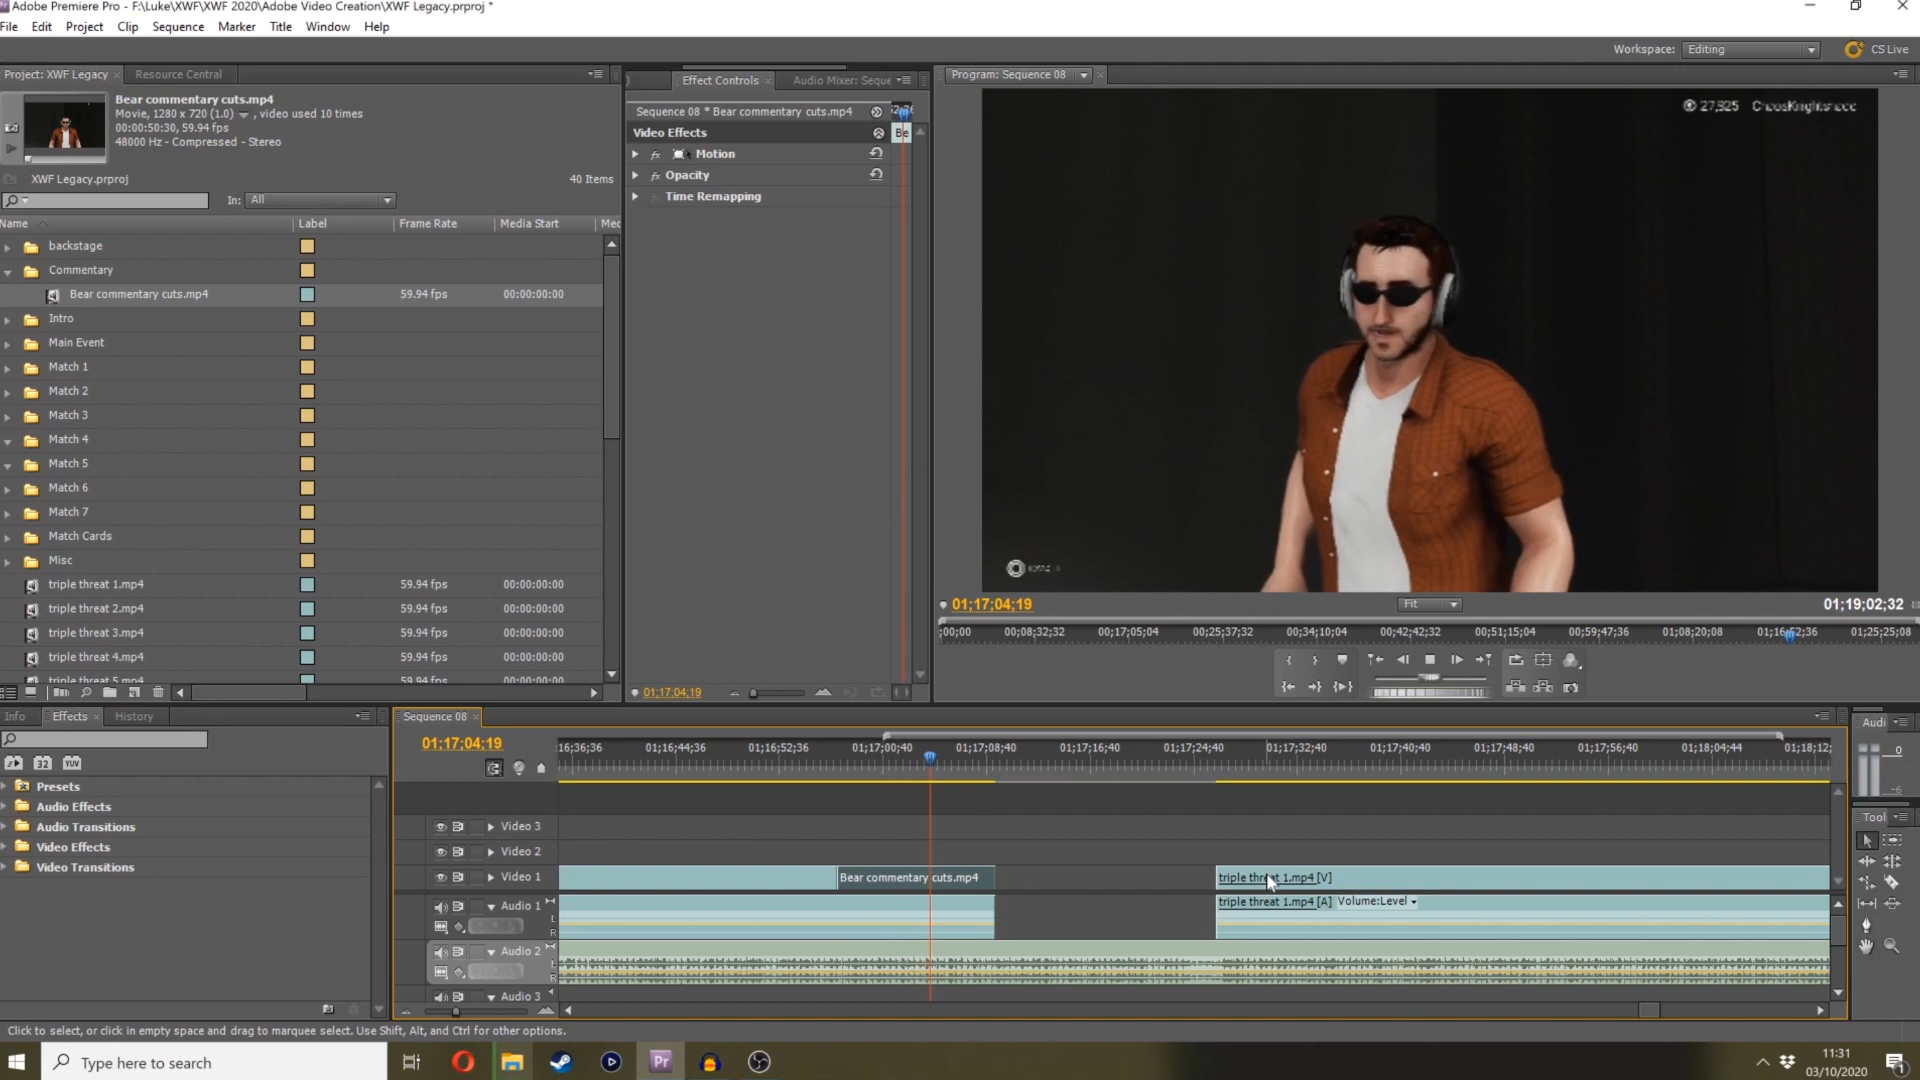 Adobe Premiere Pro - F:\Luke\XWF\XWF 2020\Adobe Video Creation\XWF Legacy.prproj *
File Edit Project Clip Sequence Marker Title Window Help
Workspace: Editing
CS Live
Project: XWF Legacy
Resource Central
Bear commentary cuts.mp4
Movie, 1280 x 720 (1.0) , video used 10 times
00:00:50:30, 59.94 fps
48000 Hz - Compressed - Stereo
XWF Legacy.prproj
40 Items
In: All
Name Label Frame Rate Media Start Med
backstage
Commentary
Bear commentary cuts.mp4 59.94 fps 00:00:00:00
Intro
Main Event
Match 1
Match 2
Match 3
Match 4
Match 5
Match 6
Match 7
Match Cards
Misc
triple threat 1.mp4 59.94 fps 00:00:00:00
triple threat 2.mp4 59.94 fps 00:00:00:00
triple threat 3.mp4 59.94 fps 00:00:00:00
triple threat 4.mp4 59.94 fps 00:00:00:00
triple threat 5.mp4 59.94 fps 00:00:00:00
Effect Controls
Audio Mixer: Seque
Sequence 08 * Bear commentary cuts.mp4
Video Effects
Be
fx Motion
fx Opacity
Time Remapping
01;17;04;19
Program: Sequence 08
27,925
01;17;04;19
Fit
01;19;02;32
;00;00 00;08;32;32 00;17;05;04 00;25;37;32 00;34;10;04 00;42;42;32 00;51;15;04 00;59;47;36 01;08;20;08 01;16;52;36 01;25;25;08
Info
Effects
History
32
YUV
Presets
Audio Effects
Audio Transitions
Video Effects
Video Transitions
Sequence 08
01;17;04;19
;16;36;36 01;16;44;36 01;16;52;36 01;17;00;40 01;17;08;40 01;17;16;40 01;17;24;40 01;17;32;40 01;17;40;40 01;17;48;40 01;17;56;40 01;18;04;44 01;18;12;
Video 3
Video 2
Video 1
Bear commentary cuts.mp4
triple threat 1.mp4 [V]
Audio 1
L
R
triple threat 1.mp4 [A] Volume:Level
Audio 2
L
R
Audio 3
Audi
0
-6
Tool
Click to select, or click in empty space and drag to marquee select. Use Shift, Alt, and Ctrl for other options.
Type here to search
Pr
11:31
03/10/2020
1